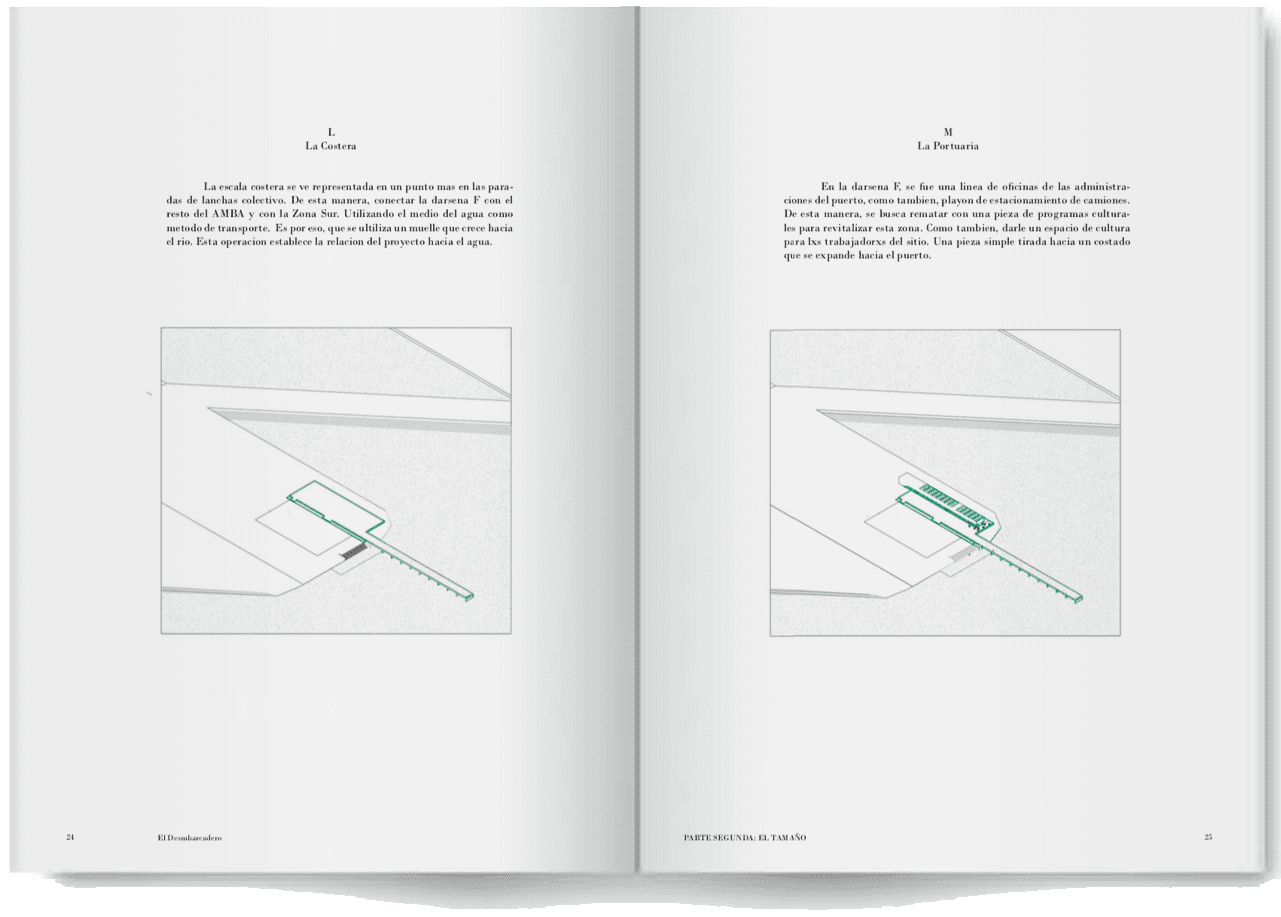 L
La Costera
La escala costera se ve representada en un punto mas en las para-
das de lanchas colectivo. De esta manera, conectar la darsena F con el
resto del AMBA y con la Zona Sur. Utilizando el medio del agua como
metodo de transporte. Es por eso, que se ultiliza un muelle que crece hacia
el rio. Esta operacion establece la relacion del proyecto hacia el agua.
24
El Desmbarcadero
M
La Portuaria
En la darsena F, se fue una linea de oficinas de las administra-
ciones del puerto, como tambien, playon de estacionamiento de camiones.
De esta manera, se busca rematar con una pieza de programas cultura-
les para revitalizar esta zona. Como tambien, darle un espacio de cultura
para lxs trabajadorxs del sitio. Una pieza simple tirada hacia un costado
que se expande hacia el puerto.
PARTE SEGUNDA: EL TAMAÑO
25